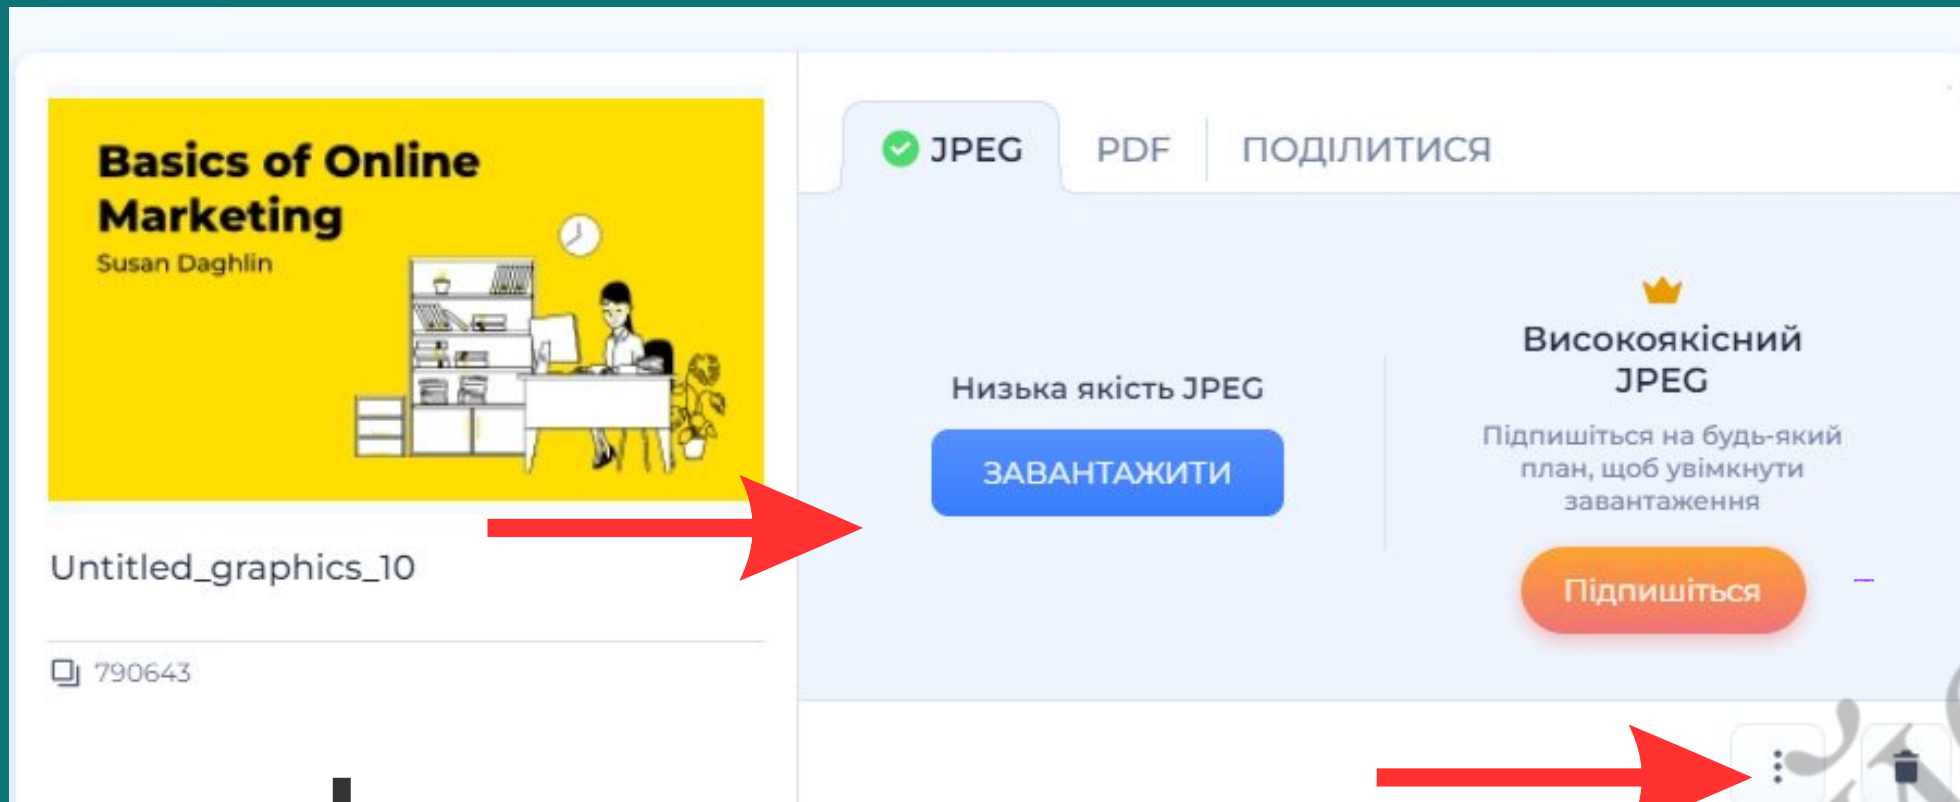 Basics of Online
Marketing
Susan Daghlin
Untitled_graphics_10
790643
JPEG PDF ПОДІЛИТИСЯ
Низька якість JPEG
ЗАВАНТАЖИТИ
Високоякісний
JPEG
Підпишіться на будь-який
план, щоб увімкнути
завантаження
Підпишіться